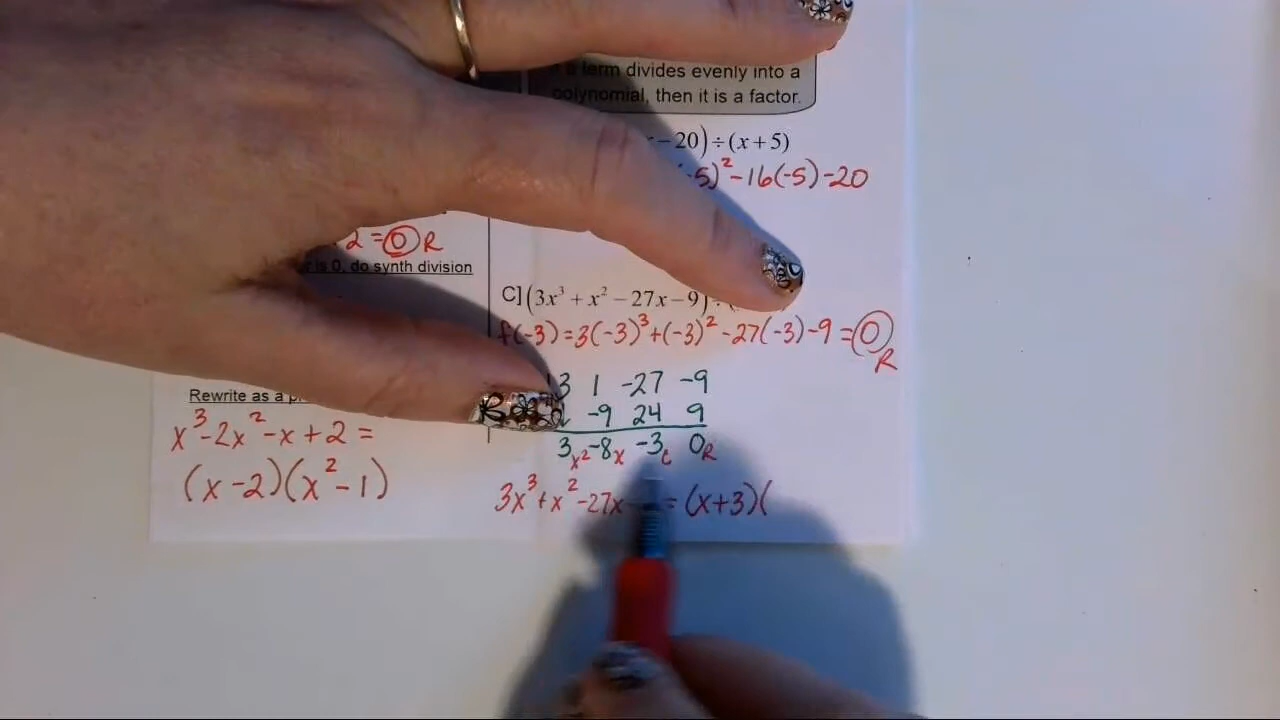 term divides evenly into a
polynomial, then it is a factor.
- 20) ÷ (x + 5)
-5)² - 16(-5) - 20
2 = 0 R
is 0, do synth division
C] (3x³ + x² - 27x - 9) ÷
f(-3) = 3(-3)³ + (-3)² - 27(-3) - 9 = 0 R
3 1 -27 -9
-9 24 9
3x² -8x -3c 0R
3x³ + x² - 27x = (x+3)(
Rewrite as a
x³ - 2x² - x + 2 =
(x - 2)(x² - 1)